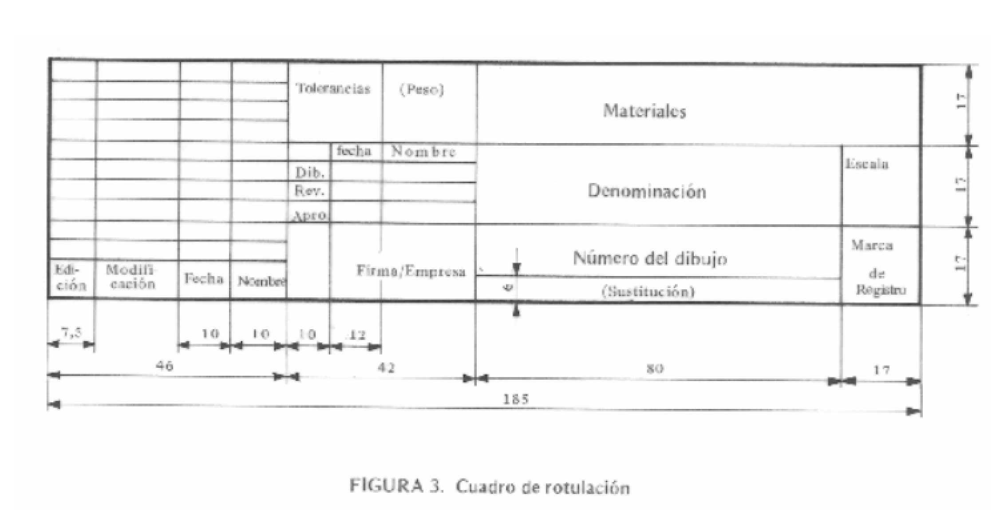 Tolerancias
(Peso)
Materiales
17
fecha
Nombre
Escala
Dib.
Rev.
Apro.
Denominación
17
Edi-
ción
Modifi-
cación
Fecha
Nombre
Firma/Empresa
Número del dibujo
(Sustitución)
6
Marca
de
Registro
17
7,5
10
10
10
12
46
42
80
17
185
FIGURA 3. Cuadro de rotulación